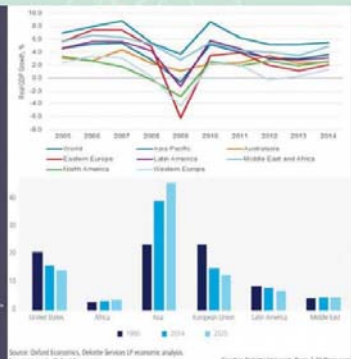 Real GDP Growth, %
10.0
8.0
6.0
4.0
2.0
0.0
-2.0
-4.0
-6.0
-8.0
2005 2006 2007 2008 2009 2010 2011 2012 2013 2014
World Asia Pacific Australasia
Eastern Europe Latin America Middle East and Africa
North America Western Europe
40
30
20
10
0
United States Africa Asia European Union Latin America Middle East
1990 2014 2025
Source: Oxford Economics, Deloitte Services LP economic analysis.